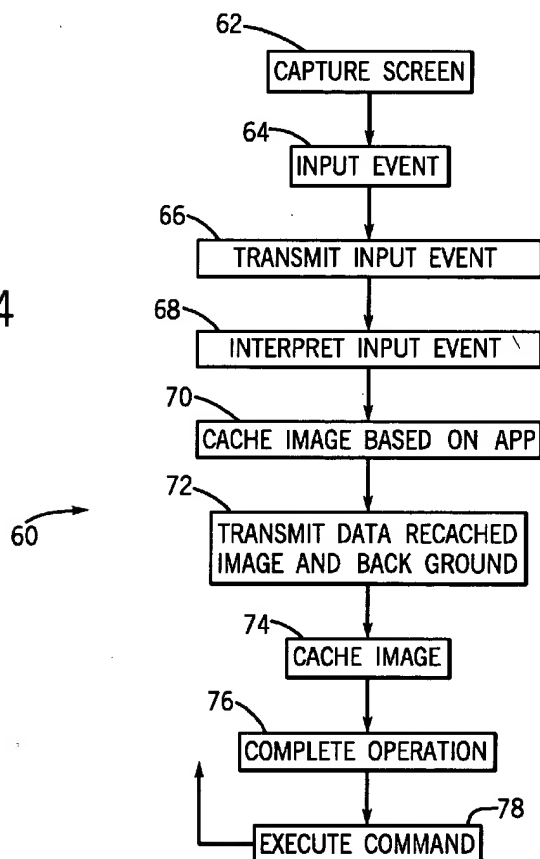 62
CAPTURE SCREEN
64
INPUT EVENT
66
TRANSMIT INPUT EVENT
4
68
INTERPRET INPUT EVENT
70
CACHE IMAGE BASED ON APP
72
TRANSMIT DATA RECACHED
IMAGE AND BACK GROUND
60
74
CACHE IMAGE
76
COMPLETE OPERATION
78
EXECUTE COMMAND